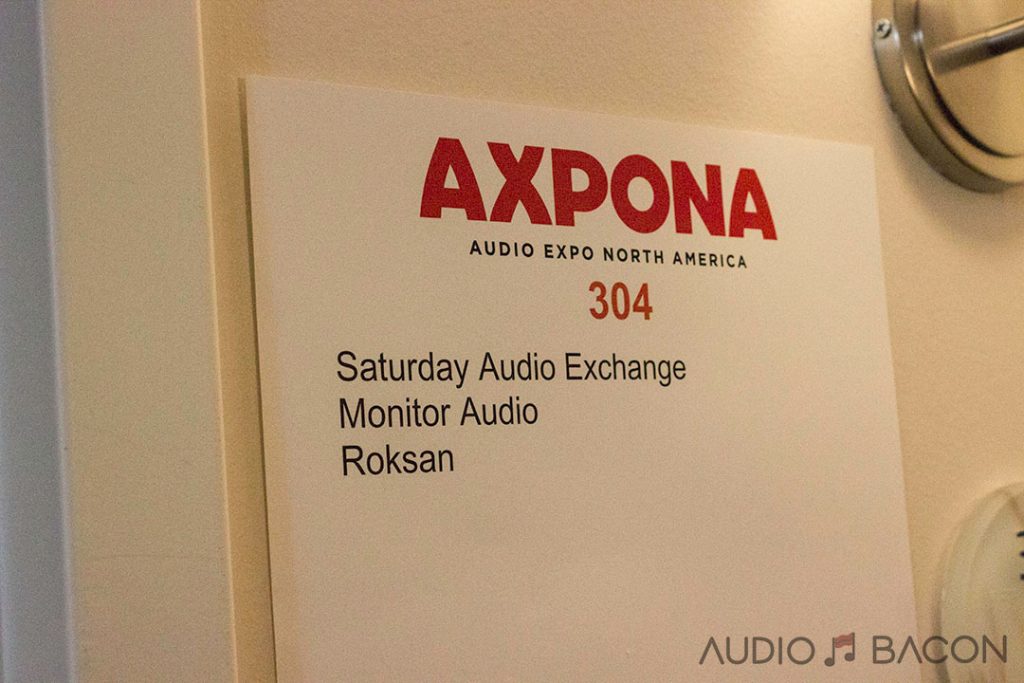 AXPONA
AUDIO EXPO NORTH AMERICA
304
Saturday Audio Exchange
Monitor Audio
Roksan
AUDIO BACON